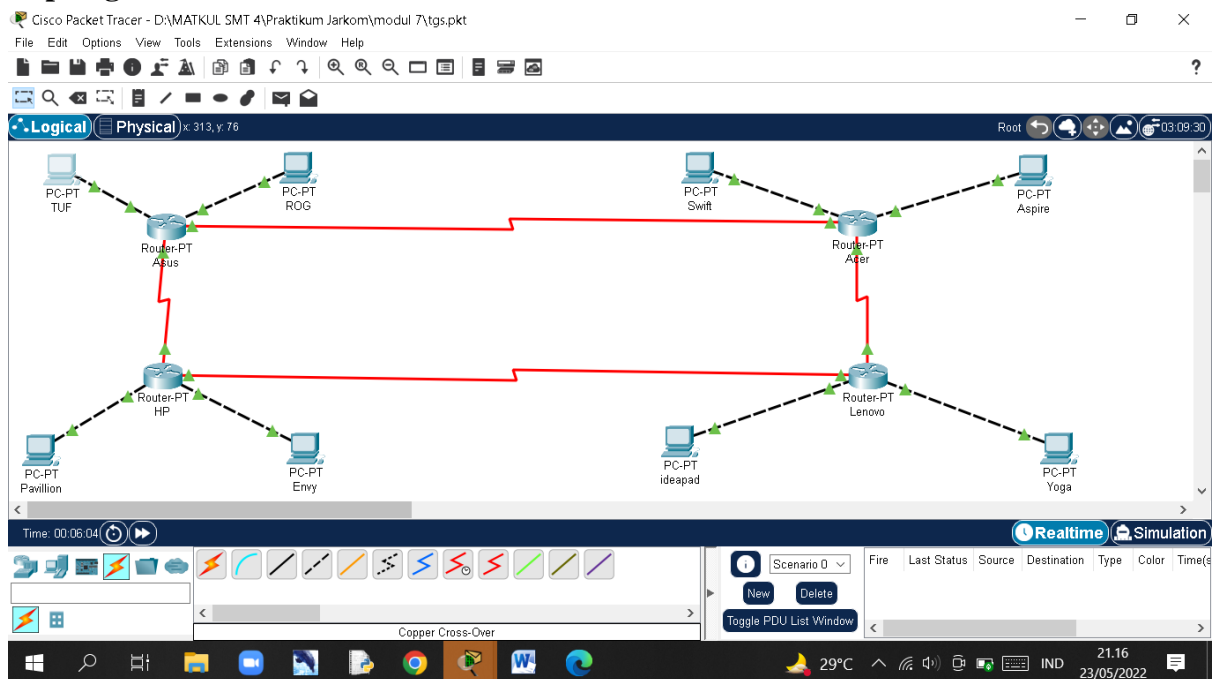 Cisco Packet Tracer - D:\MATKUL SMT 4\Praktikum Jarkom\modul 7\tgs.pkt
File Edit Options View Tools Extensions Window Help
?
Logical Physical x: 313, y: 76 Root 03:09:30
PC-PT
TUF
PC-PT
ROG
PC-PT
Swift
PC-PT
Aspire
Router-PT
Asus
Router-PT
Acer
Router-PT
HP
Router-PT
Lenovo
PC-PT
Pavillion
PC-PT
Envy
PC-PT
ideapad
PC-PT
Yoga
Time: 00:06:04 Realtime Simulation
Scenario 0 Fire Last Status Source Destination Type Color Time(s
New Delete
Toggle PDU List Window
Copper Cross-Over
29°C IND 21.16
23/05/2022